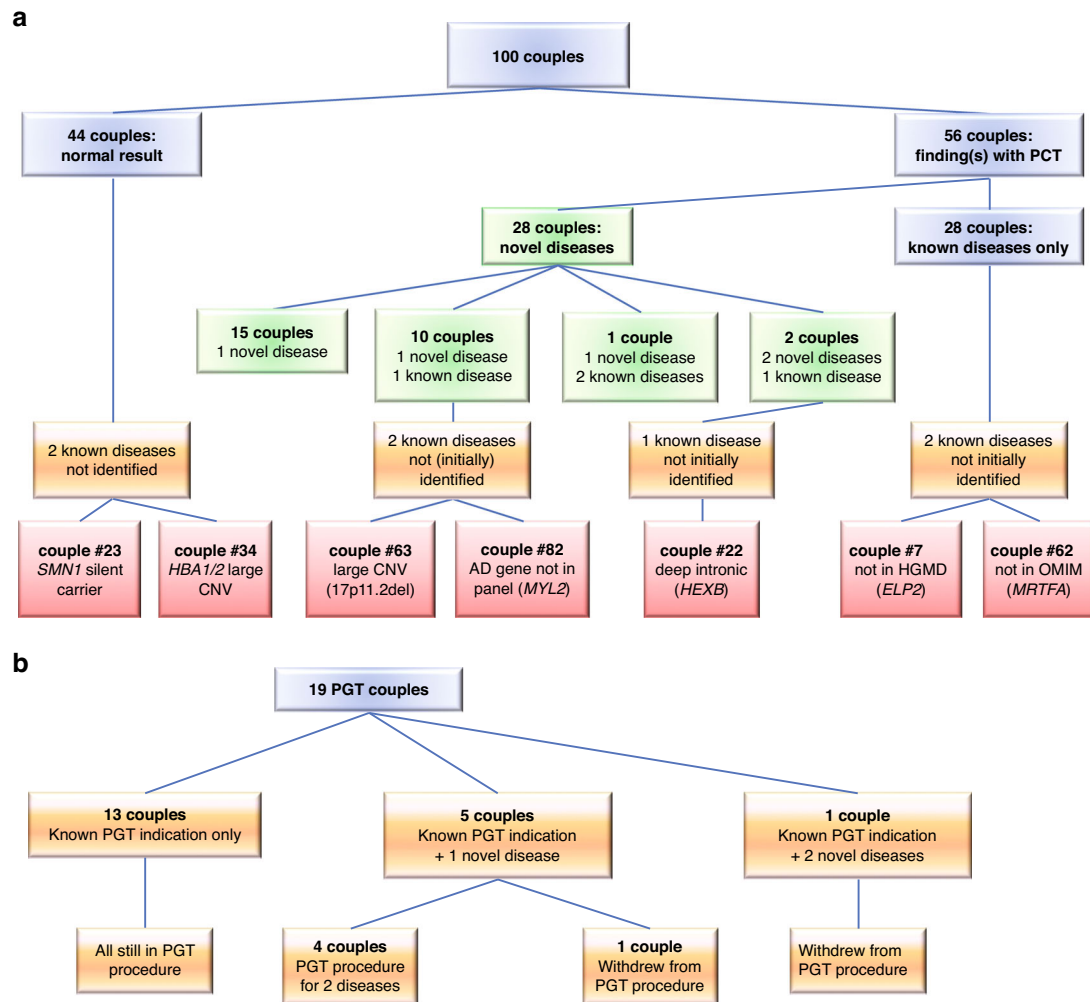 a
100 couples
44 couples:
normal result
56 couples:
finding(s) with PCT
28 couples:
novel diseases
28 couples:
known diseases only
15 couples
1 novel disease
10 couples
1 novel disease
1 known disease
1 couple
1 novel disease
2 known diseases
2 couples
2 novel diseases
1 known disease
2 known diseases
not identified
2 known diseases
not (initially)
identified
1 known disease
not initially
identified
2 known diseases
not initially
identified
couple #23
SMN1 silent
carrier
couple #34
HBA1/2 large
CNV
couple #63
large CNV
(17p11.2del)
couple #82
AD gene not in
panel (MYL2)
couple #22
deep intronic
(HEXB)
couple #7
not in HGMD
(ELP2)
couple #62
not in OMIM
(MRTFA)
b
19 PGT couples
13 couples
Known PGT indication only
5 couples
Known PGT indication
+ 1 novel disease
1 couple
Known PGT indication
+ 2 novel diseases
All still in PGT
procedure
4 couples
PGT procedure
for 2 diseases
1 couple
Withdrew from
PGT procedure
Withdrew from
PGT procedure